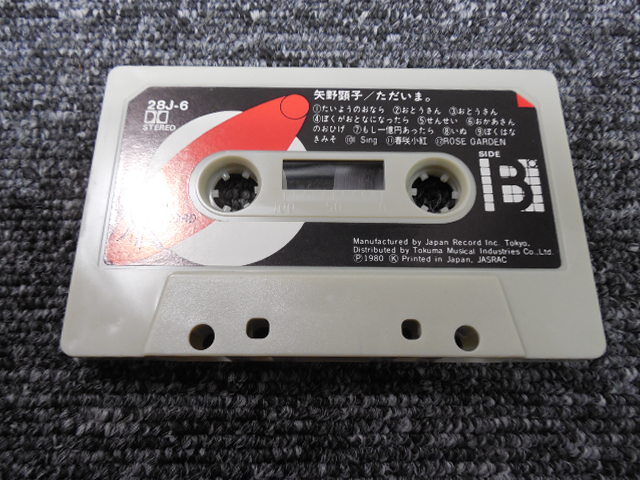 28J-6
STEREO
矢野顕子/ただいま。
①たいようのおなら ②おとうさん ③おとうさん
④ぼくがおとなになったら ⑤せんせい ⑥おかあさん
のおひげ ⑦もし一億円あったら ⑧いぬ ⑨ぼくはな
きみそ ⑩I Sing ⑪春咲小紅 ⑫ROSE GARDEN
SIDE
B
100 50
Manufactured by Japan Record Inc. Tokyo.
Distributed by Tokuma Musical Industries Co., Ltd.
Ⓟ1980 Ⓚ Printed in Japan, JASRAC